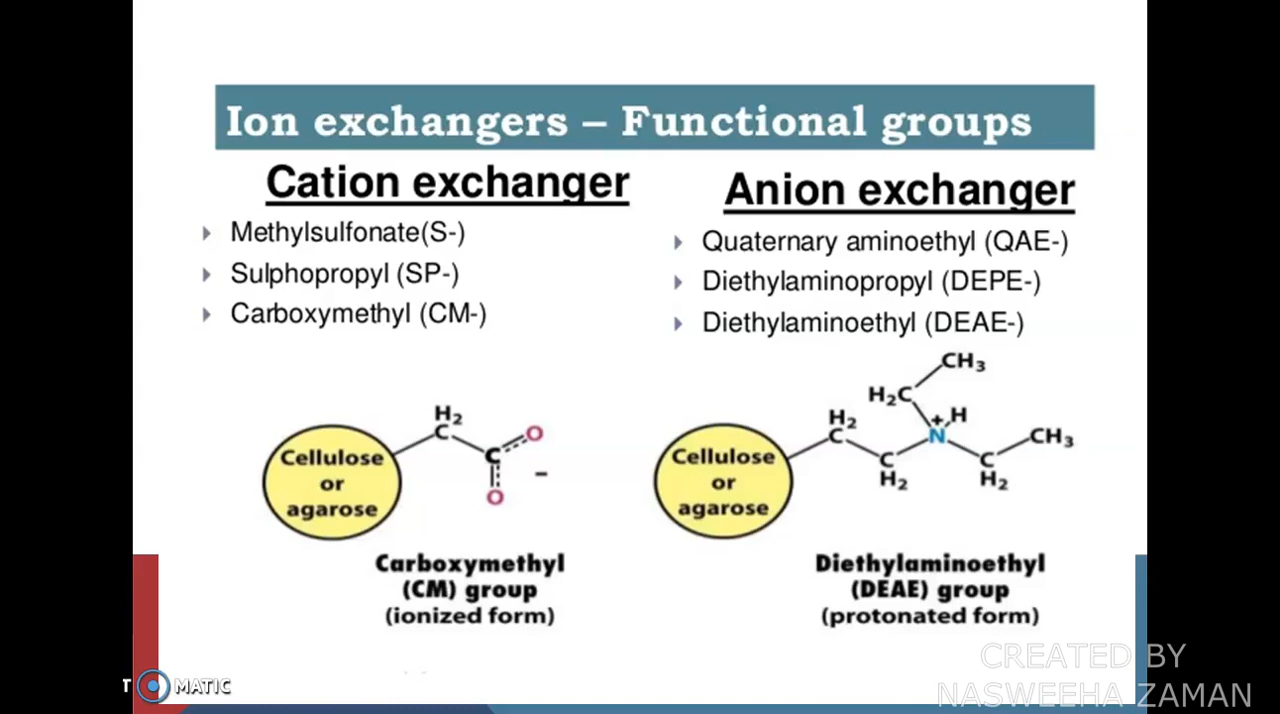 Ion exchangers – Functional groups
Cation exchanger
Methylsulfonate(S-)
Sulphopropyl (SP-)
Carboxymethyl (CM-)
Anion exchanger
Quaternary aminoethyl (QAE-)
Diethylaminopropyl (DEPE-)
Diethylaminoethyl (DEAE-)
Cellulose
or
agarose
H₂
C
C
O
O
−
Carboxymethyl
(CM) group
(ionized form)
Cellulose
or
agarose
H₂
C
C
H₂
N
+
H
H₂C
CH₃
C
H₂
CH₃
Diethylaminoethyl
(DEAE) group
(protonated form)
T MATIC
CREATED BY
NASWEEHA ZAMAN